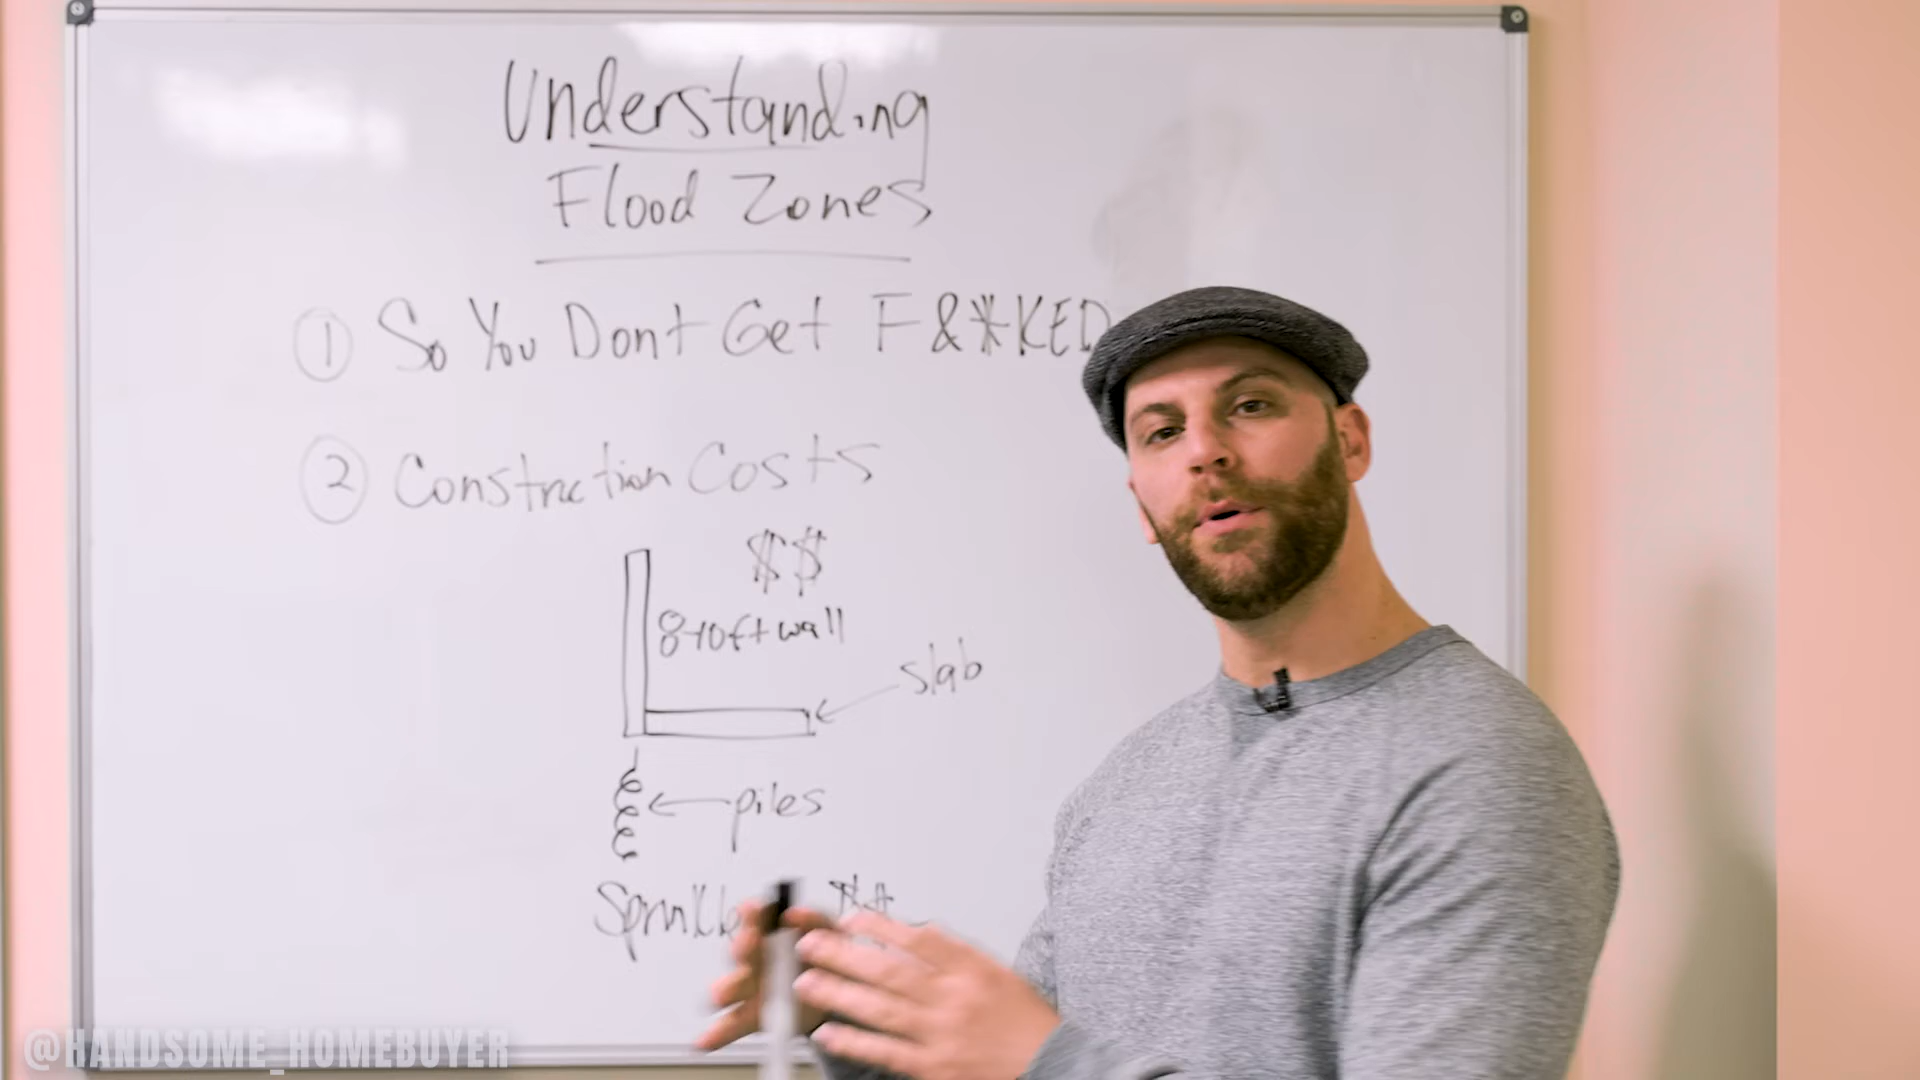 Understanding
Flood Zones
① So You Dont Get F&*KED
② Construction Costs
$$
8-10ft wall
slab
piles
@HANDSOME_HOMEBUYER